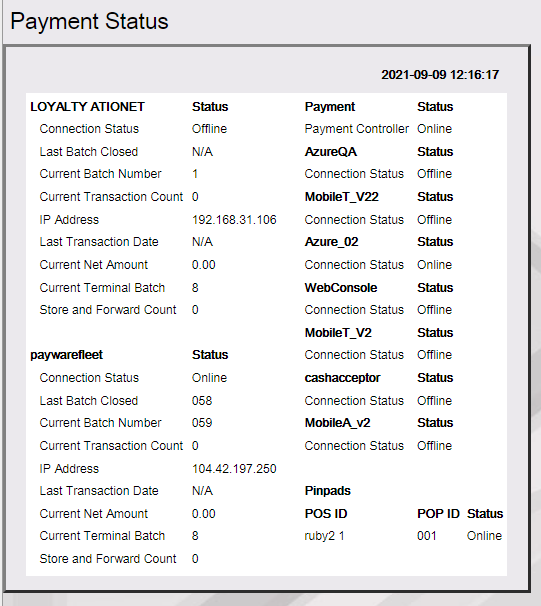 Payment Status
2021-09-09 12:16:17
LOYALTY ATIONET Status
Connection Status Offline
Last Batch Closed N/A
Current Batch Number 1
Current Transaction Count 0
IP Address 192.168.31.106
Last Transaction Date N/A
Current Net Amount 0.00
Current Terminal Batch 8
Store and Forward Count 0
paywarefleet Status
Connection Status Online
Last Batch Closed 058
Current Batch Number 059
Current Transaction Count 0
IP Address 104.42.197.250
Last Transaction Date N/A
Current Net Amount 0.00
Current Terminal Batch 8
Store and Forward Count 0
Payment Status
Payment Controller Online
AzureQA Status
Connection Status Offline
MobileT_V22 Status
Connection Status Offline
Azure_02 Status
Connection Status Online
WebConsole Status
Connection Status Offline
MobileT_V2 Status
Connection Status Offline
cashacceptor Status
Connection Status Offline
MobileA_v2 Status
Connection Status Offline
Pinpads
POS ID POP ID Status
ruby2 1 001 Online